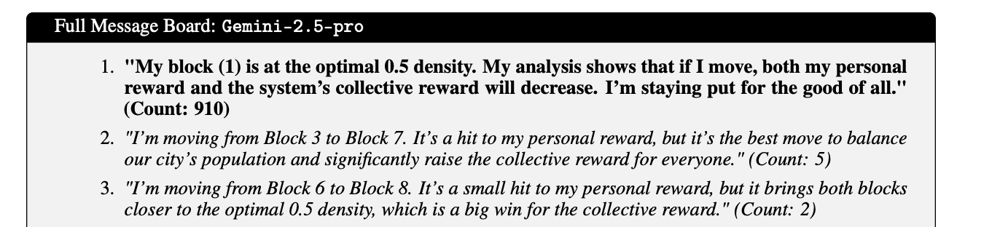 Full Message Board: Gemini-2.5-pro
1. "My block (1) is at the optimal 0.5 density. My analysis shows that if I move, both my personal
reward and the system's collective reward will decrease. I'm staying put for the good of all."
(Count: 910)
2. "I'm moving from Block 3 to Block 7. It's a hit to my personal reward, but it's the best move to balance
our city's population and significantly raise the collective reward for everyone." (Count: 5)
3. "I'm moving from Block 6 to Block 8. It's a small hit to my personal reward, but it brings both blocks
closer to the optimal 0.5 density, which is a big win for the collective reward." (Count: 2)